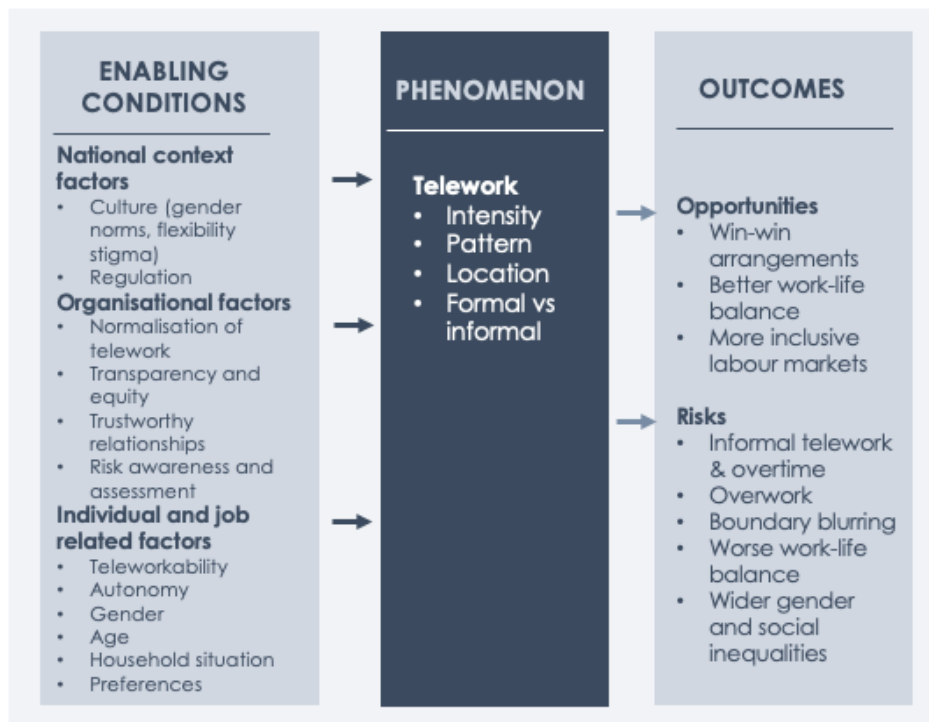 ENABLING
CONDITIONS
National context
factors
• Culture (gender
norms, flexibility
stigma)
• Regulation
Organisational factors
• Normalisation of
telework
• Transparency and
equity
• Trustworthy
relationships
• Risk awareness and
assessment
Individual and job
related factors
• Teleworkability
• Autonomy
• Gender
• Age
• Household situation
• Preferences
PHENOMENON
Telework
• Intensity
• Pattern
• Location
• Formal vs
informal
OUTCOMES
Opportunities
• Win-win
arrangements
• Better work-life
balance
• More inclusive
labour markets
Risks
• Informal telework
& overtime
• Overwork
• Boundary blurring
• Worse work-life
balance
• Wider gender
and social
inequalities